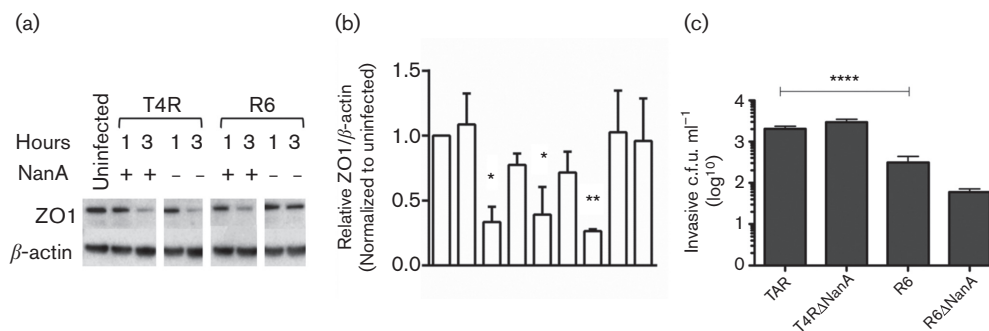 (a)
Uninfected
T4R
R6
Hours
1 3 1 3 1 3 1 3
NanA
+ + – – + + – –
ZO1
β-actin
(b)
Relative ZO1/β-actin
(Normalized to uninfected)
1.5
1.0
0.5
0.0
*
*
**
(c)
Invasive c.f.u. ml⁻¹
(log¹⁰)
4
3
2
1
0
****
TAR
T4RΔNanA
R6
R6ΔNanA